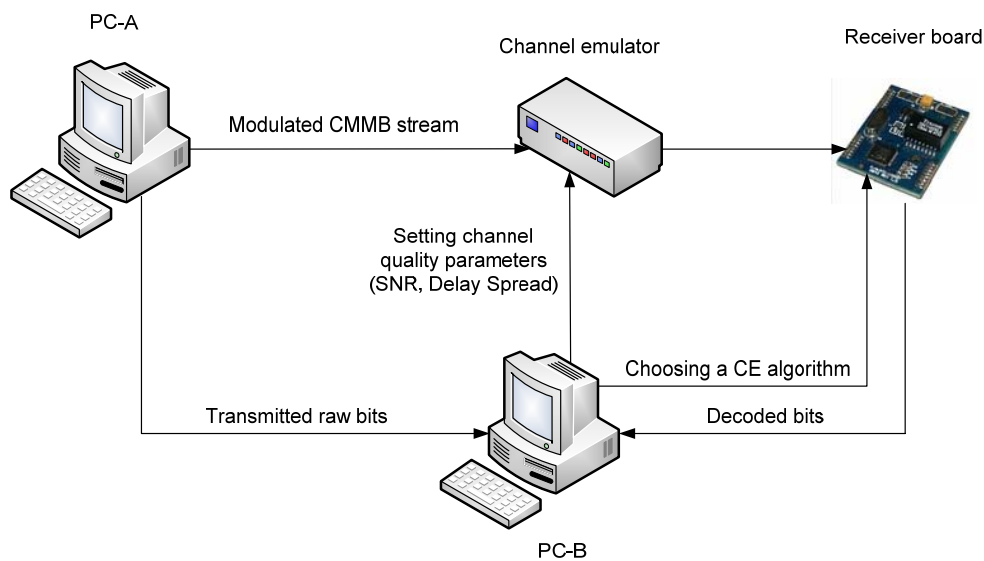 PC-A
Channel emulator
Receiver board
Modulated CMMB stream
Setting channel
quality parameters
(SNR, Delay Spread)
Choosing a CE algorithm
Transmitted raw bits
Decoded bits
PC-B